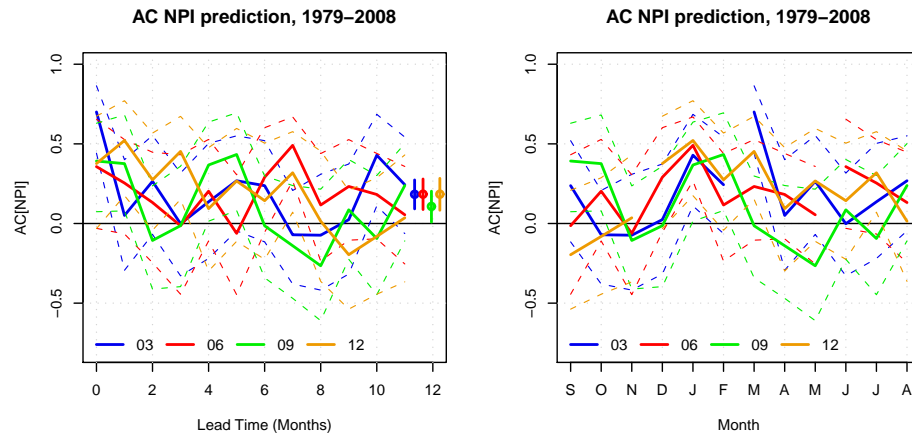 AC NPI prediction, 1979−2008
AC[NPI]
1.0
0.5
0.0
−0.5
03 06 09 12
0 2 4 6 8 10 12
Lead Time (Months)
AC NPI prediction, 1979−2008
AC[NPI]
1.0
0.5
0.0
−0.5
03 06 09 12
S O N D J F M A M J J A
Month